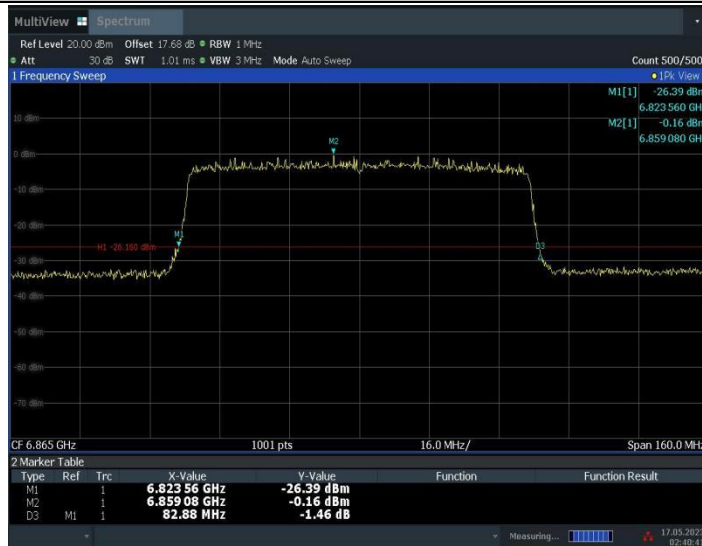 MultiView Spectrum
Ref Level 20.00 dBm Offset 17.68 dB RBW 1 MHz
Att 30 dB SWT 1.01 ms VBW 3 MHz Mode Auto Sweep Count 500/500
1 Frequency Sweep 1Pk View
M1[1] -26.39 dBm
6.823 560 GH
M2[1] -0.16 dBm
6.859 080 GH
10 dBm
M2
0 dBm
-10 dBm
-20 dBm
M1
H1 -26.160 dBm
D3
-30 dBm
-40 dBm
-50 dBm
-60 dBm
-70 dBm
CF 6.865 GHz 1001 pts 16.0 MHz/ Span 160.0 MHz
2 Marker Table
Type Ref Trc X-Value Y-Value Function Function Result
M1 1 6.823 56 GHz -26.39 dBm
M2 1 6.859 08 GHz -0.16 dBm
D3 M1 1 82.88 MHz -1.46 dB
Measuring... 17.05.2023